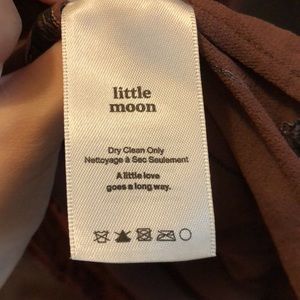 little
moon
Dry Clean Only
Nettoyage à Sec Seulement
A little love
goes a long way.